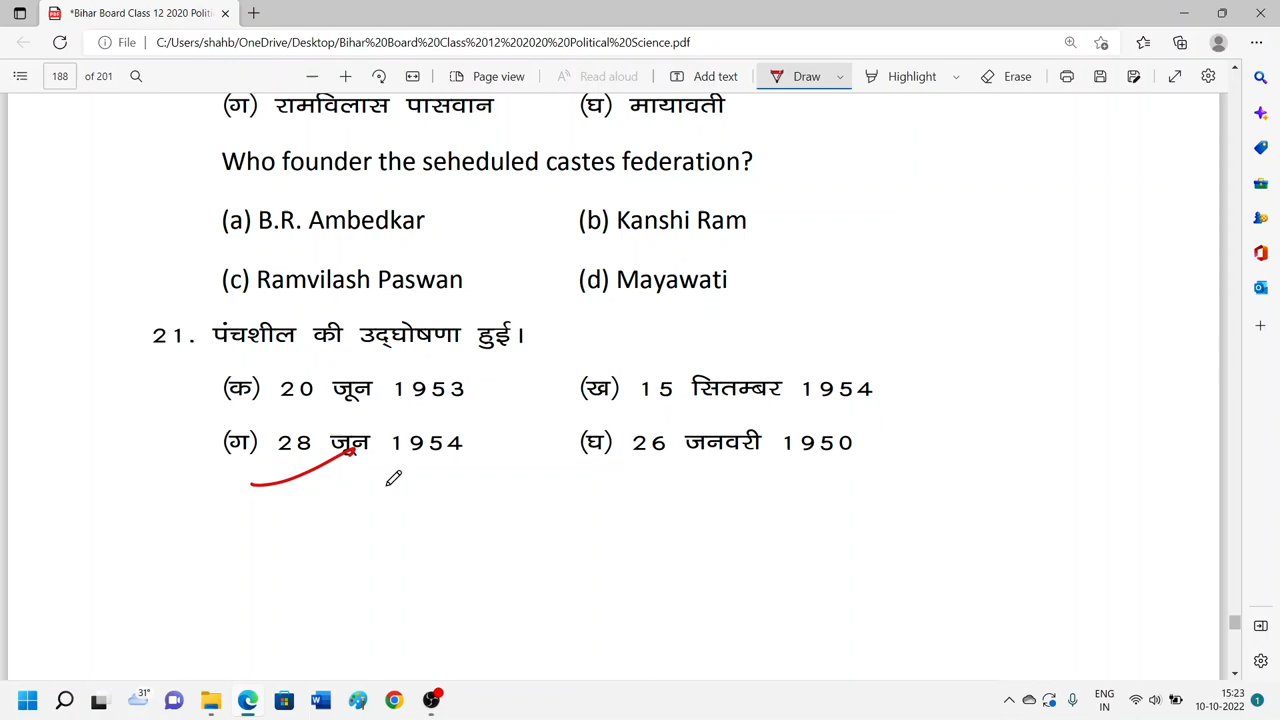 *Bihar Board Class 12 2020 Politi
File C:/Users/shahb/OneDrive/Desktop/Bihar%20Board%20Class%2012%202020%20Political%20Science.pdf
188 of 201 Page view Read aloud Add text Draw Highlight Erase
(ग) रामविलास पासवान (घ) मायावती
Who founder the seheduled castes federation?
(a) B.R. Ambedkar (b) Kanshi Ram
(c) Ramvilash Paswan (d) Mayawati
21. पंचशील की उद्घोषणा हुई।
(क) 20 जून 1953 (ख) 15 सितम्बर 1954
(ग) 28 जून 1954 (घ) 26 जनवरी 1950
31° ENG 15:23
IN 10-10-2022 1